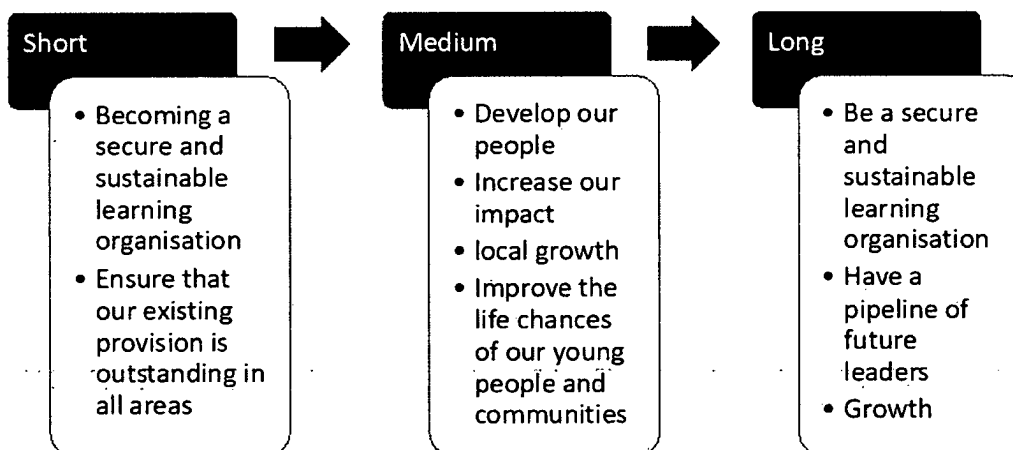 Short
• Becoming a
secure and
sustainable
learning
organisation
• Ensure that
our existing
provision is
outstanding in
all areas
Medium
• Develop our
people
• Increase our
impact
• local growth
• Improve the
life chances
of our young
people and
communities
Long
• Be a secure
and
sustainable
learning
organisation
• Have a
pipeline of
future
leaders
• Growth